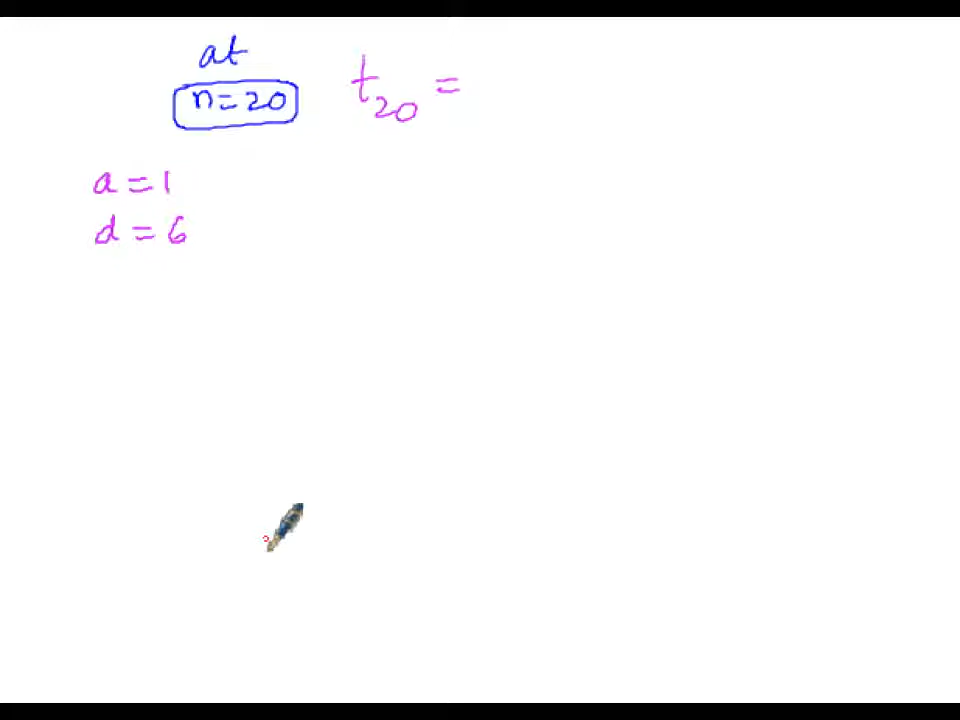 at
n=20 t₂₀ =
a=1
d=6